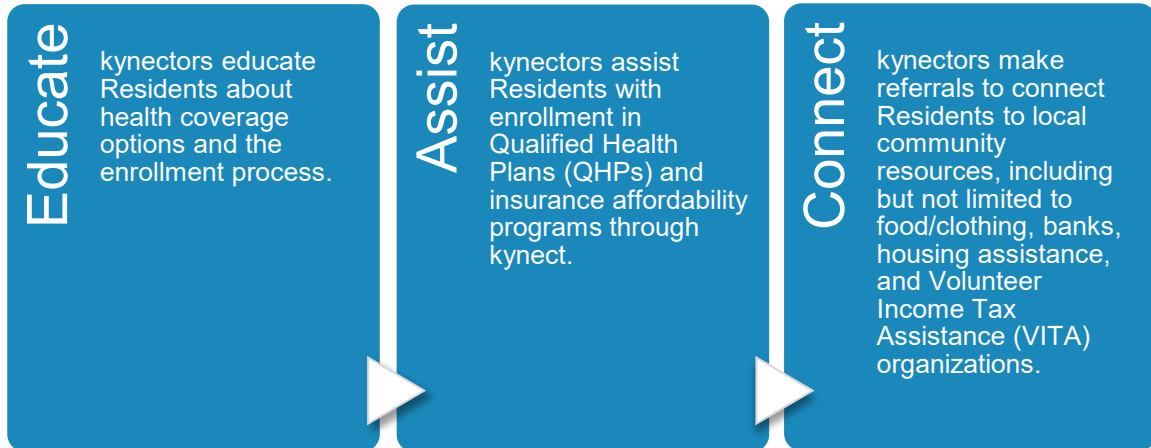 Educate
kynectors educate
Residents about
health coverage
options and the
enrollment process.
Assist
kynectors assist
Residents with
enrollment in
Qualified Health
Plans (QHPs) and
insurance affordability
programs through
kynect.
Connect
kynectors make
referrals to connect
Residents to local
community
resources, including
but not limited to
food/clothing, banks,
housing assistance,
and Volunteer
Income Tax
Assistance (VITA)
organizations.